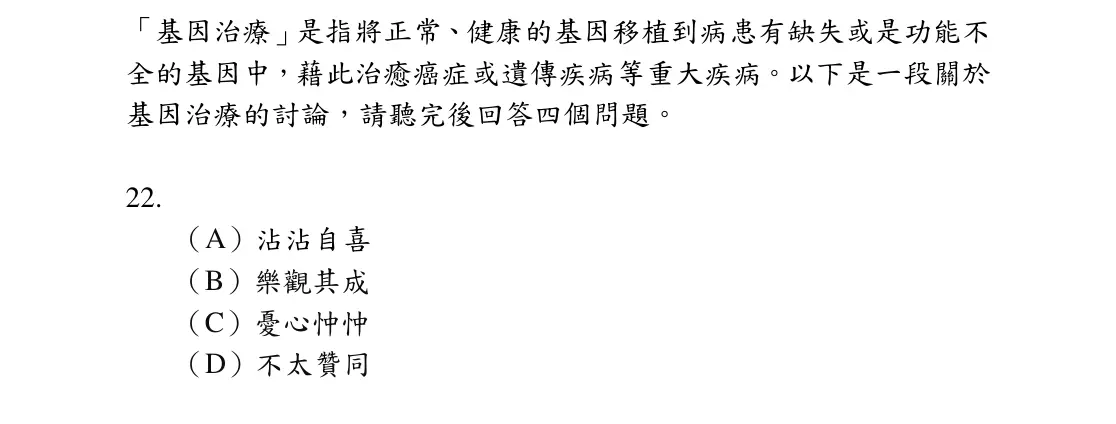 「基因治療」是指將正常、健康的基因移植到病患有缺失或是功能不
全的基因中，藉此治癒癌症或遺傳疾病等重大疾病。以下是一段關於
基因治療的討論，請聽完後回答四個問題。
22.
（A）沾沾自喜
（B）樂觀其成
（C）憂心忡忡
（D）不太贊同